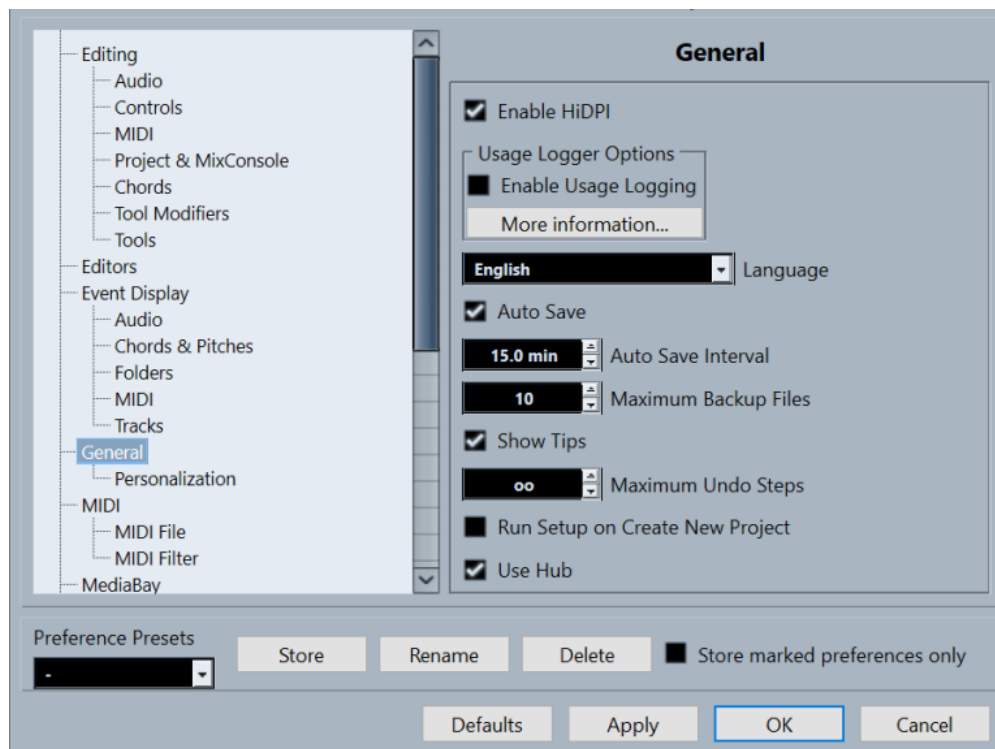 Editing
Audio
Controls
MIDI
Project & MixConsole
Chords
Tool Modifiers
Tools
Editors
Event Display
Audio
Chords & Pitches
Folders
MIDI
Tracks
General
Personalization
MIDI
MIDI File
MIDI Filter
MediaBay
General
Enable HiDPI
Usage Logger Options
Enable Usage Logging
More information...
English Language
Auto Save
15.0 min Auto Save Interval
10 Maximum Backup Files
Show Tips
oo Maximum Undo Steps
Run Setup on Create New Project
Use Hub
Preference Presets
-
Store Rename Delete Store marked preferences only
Defaults Apply OK Cancel